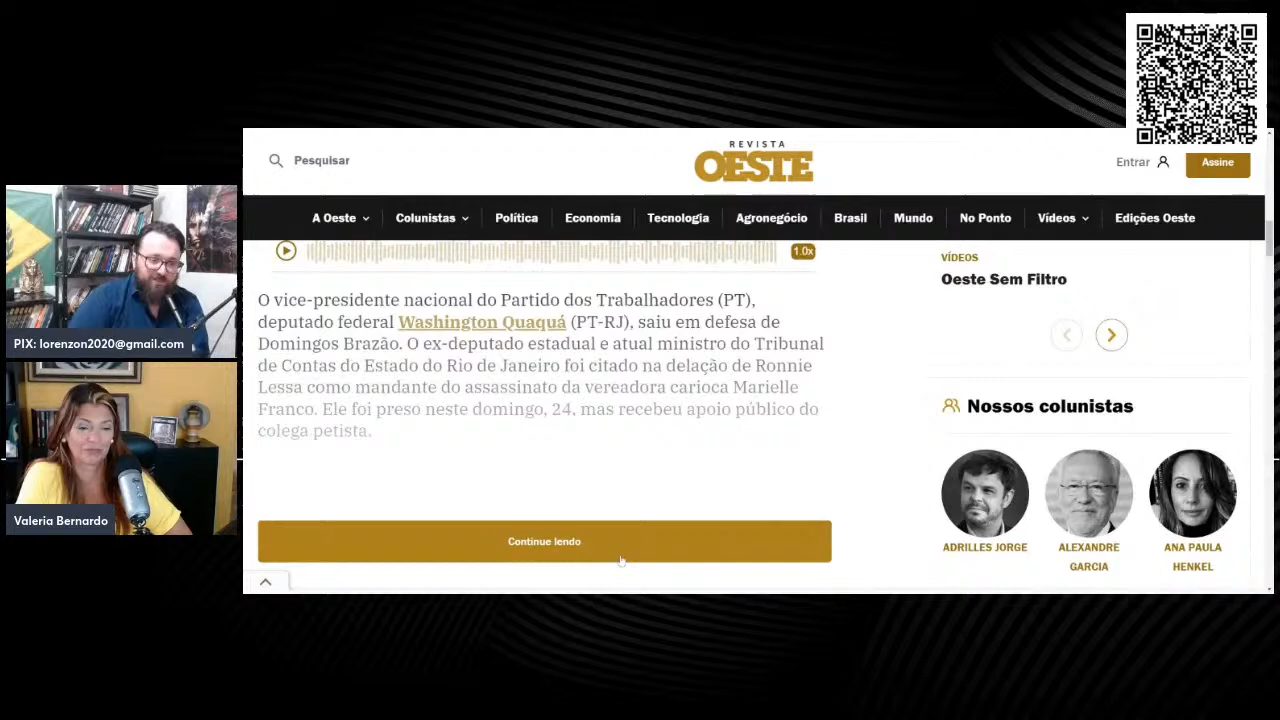 REVISTA
OESTE
Pesquisar
Entrar
Assine
A Oeste
Colunistas
Política
Economia
Tecnologia
Agronegócio
Brasil
Mundo
No Ponto
Vídeos
Edições Oeste
1.0x
O vice-presidente nacional do Partido dos Trabalhadores (PT),
deputado federal Washington Quaquá (PT-RJ), saiu em defesa de
Domingos Brazão. O ex-deputado estadual e atual ministro do Tribunal
de Contas do Estado do Rio de Janeiro foi citado na delação de Ronnie
Lessa como mandante do assassinato da vereadora carioca Marielle
Franco. Ele foi preso neste domingo, 24, mas recebeu apoio público do
colega petista.
Continue lendo
VÍDEOS
Oeste Sem Filtro
Nossos colunistas
ADRILLES JORGE
ALEXANDRE
GARCIA
ANA PAULA
HENKEL
PIX: lorenzon2020@gmail.com
Valeria Bernardo